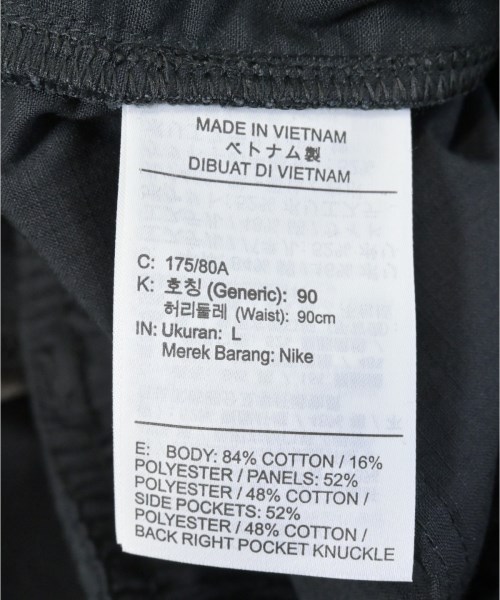 MADE IN VIETNAM
ベトナム製
DIBUAT DI VIETNAM
C: 175/80A
K: 호칭 (Generic): 90
허리둘레 (Waist): 90cm
IN: Ukuran: L
Merek Barang: Nike
E: BODY: 84% COTTON / 16%
POLYESTER / PANELS: 52%
POLYESTER / 48% COTTON /
SIDE POCKETS: 52%
POLYESTER / 48% COTTON /
BACK RIGHT POCKET KNUCKLE